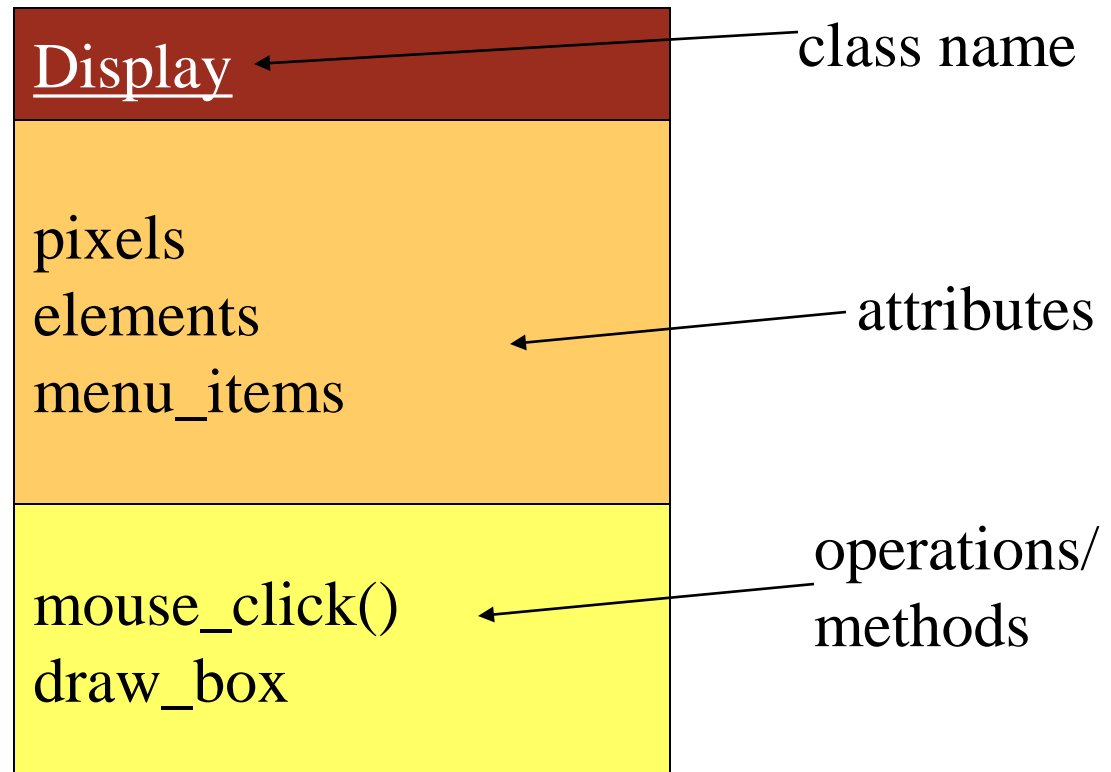 Display
class name
pixels
elements
menu_items
attributes
mouse_click()
draw_box
operations/
methods